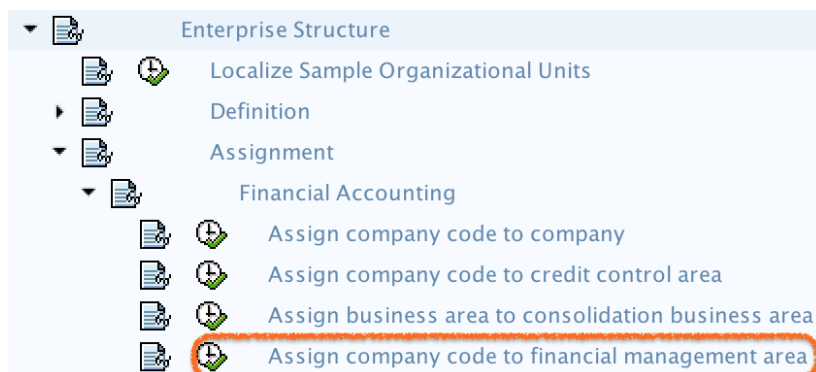 Enterprise Structure
Localize Sample Organizational Units
Definition
Assignment
Financial Accounting
Assign company code to company
Assign company code to credit control area
Assign business area to consolidation business area
Assign company code to financial management area